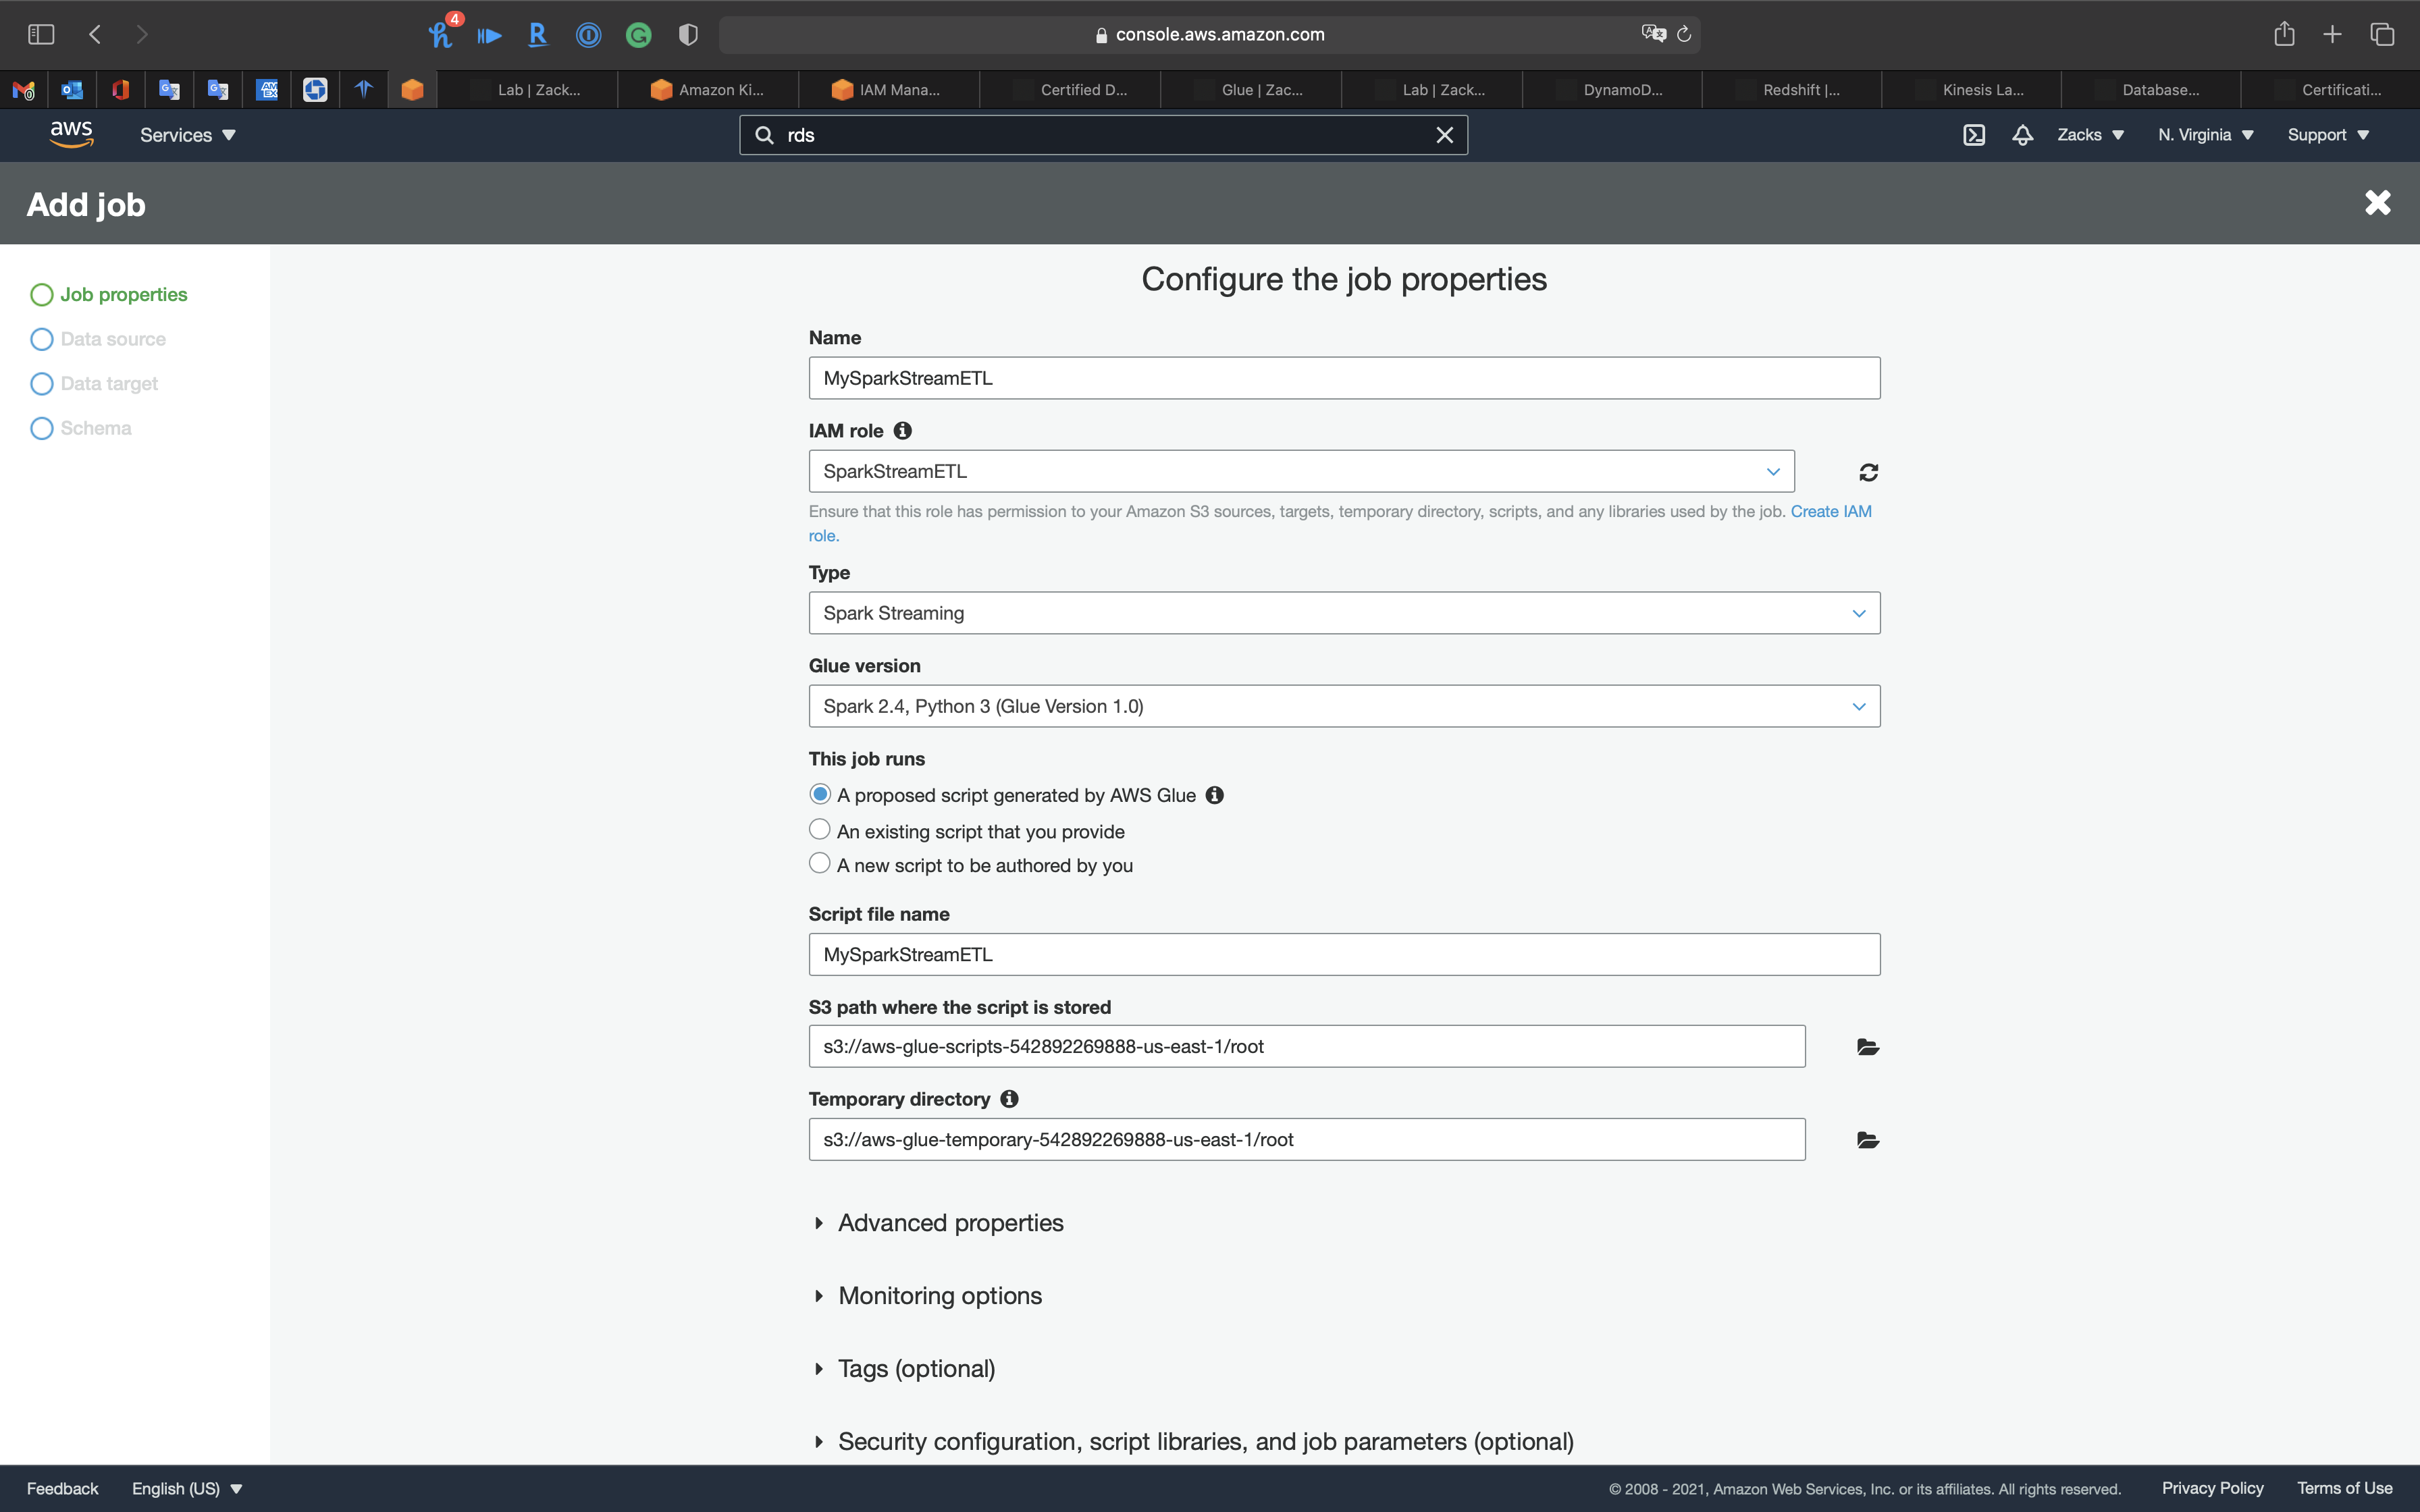 4
console.aws.amazon.com
Lab | Zack...
Amazon Ki...
IAM Mana...
Certified D...
Glue | Zac...
Lab | Zack...
DynamoD...
Redshift |...
Kinesis La...
Database...
Certificati...
aws
Services
rds
Zacks
N. Virginia
Support
Add job
Job properties
Data source
Data target
Schema
Configure the job properties
Name
MySparkStreamETL
IAM role
SparkStreamETL
Ensure that this role has permission to your Amazon S3 sources, targets, temporary directory, scripts, and any libraries used by the job. Create IAM
role.
Type
Spark Streaming
Glue version
Spark 2.4, Python 3 (Glue Version 1.0)
This job runs
A proposed script generated by AWS Glue
An existing script that you provide
A new script to be authored by you
Script file name
MySparkStreamETL
S3 path where the script is stored
s3://aws-glue-scripts-542892269888-us-east-1/root
Temporary directory
s3://aws-glue-temporary-542892269888-us-east-1/root
Advanced properties
Monitoring options
Tags (optional)
Security configuration, script libraries, and job parameters (optional)
Feedback
English (US)
© 2008 - 2021, Amazon Web Services, Inc. or its affiliates. All rights reserved.
Privacy Policy
Terms of Use